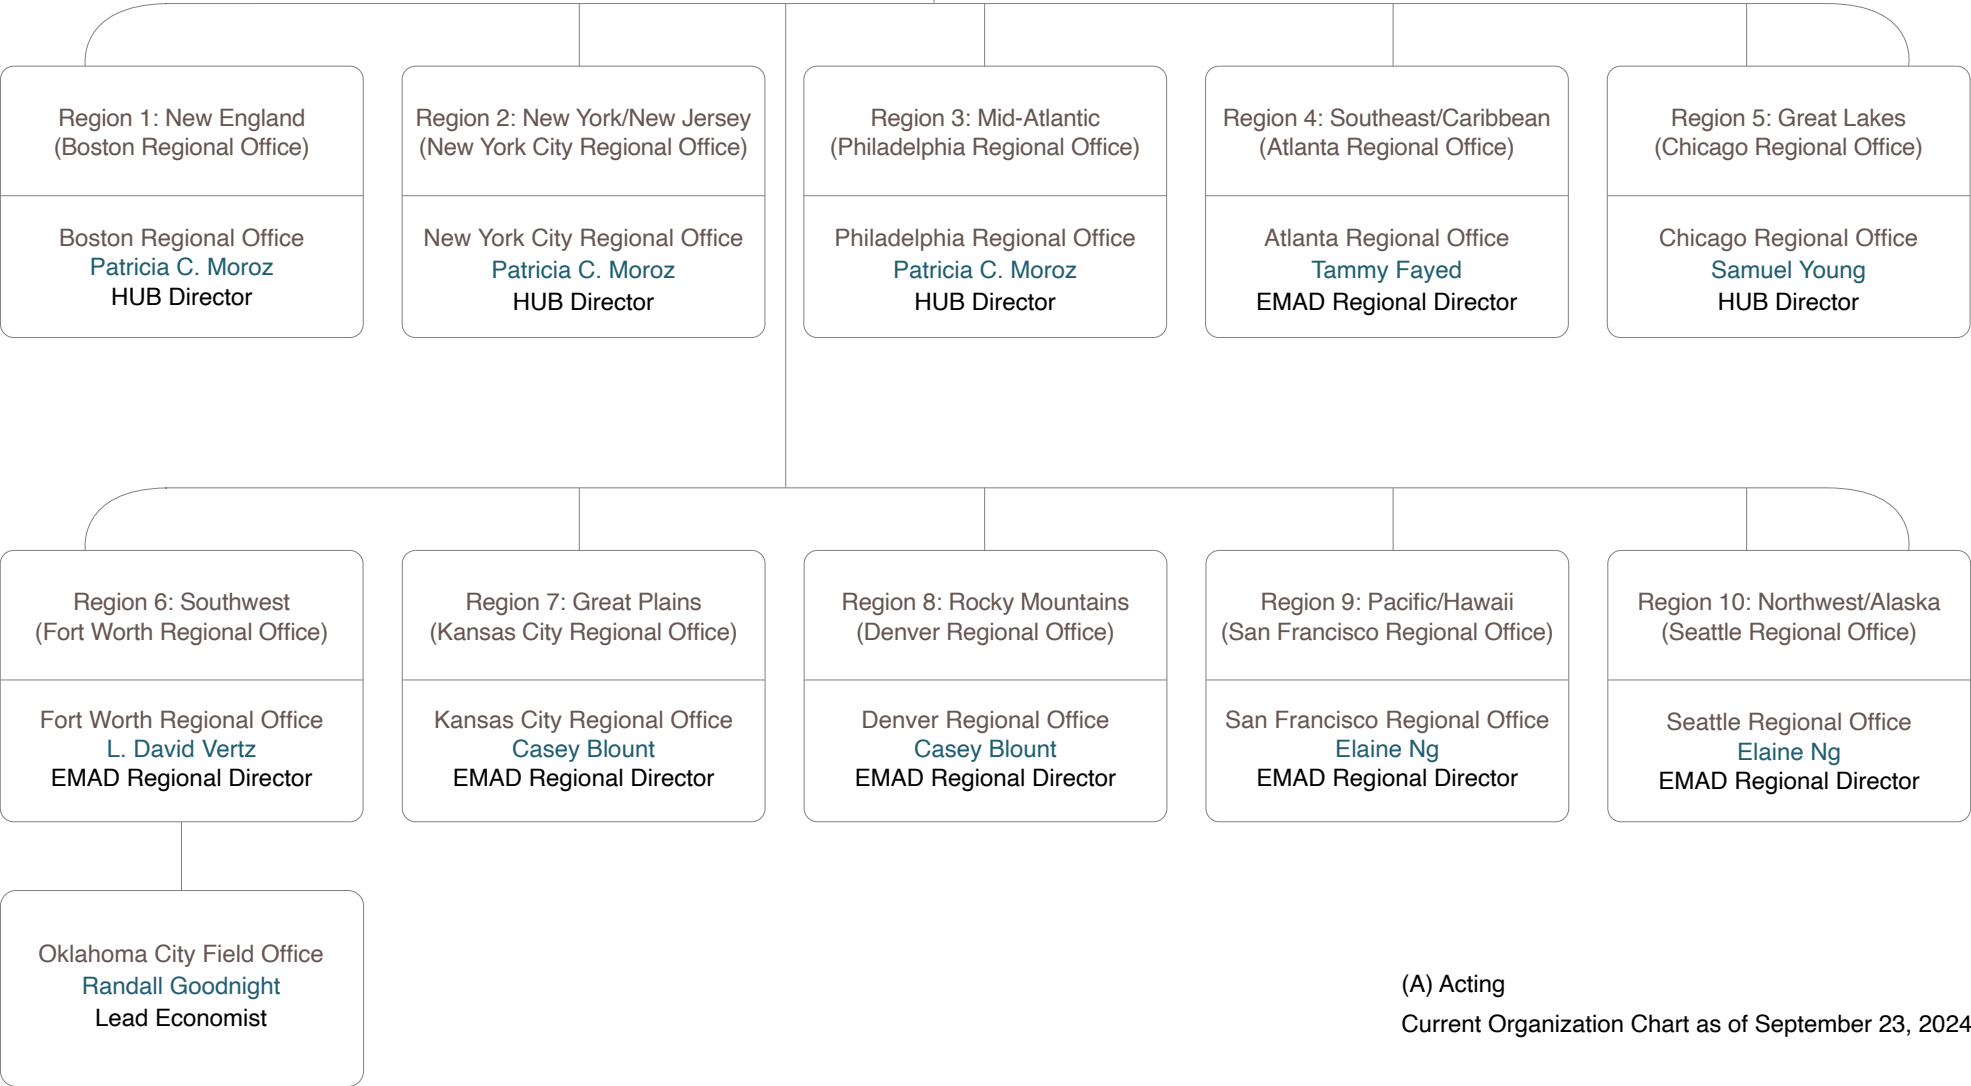 Region 1: New England
(Boston Regional Office)
Boston Regional Office
Patricia C. Moroz
HUB Director
Region 2: New York/New Jersey
(New York City Regional Office)
New York City Regional Office
Patricia C. Moroz
HUB Director
Region 3: Mid-Atlantic
(Philadelphia Regional Office)
Philadelphia Regional Office
Patricia C. Moroz
HUB Director
Region 4: Southeast/Caribbean
(Atlanta Regional Office)
Atlanta Regional Office
Tammy Fayed
EMAD Regional Director
Region 5: Great Lakes
(Chicago Regional Office)
Chicago Regional Office
Samuel Young
HUB Director
Region 6: Southwest
(Fort Worth Regional Office)
Fort Worth Regional Office
L. David Vertz
EMAD Regional Director
Region 7: Great Plains
(Kansas City Regional Office)
Kansas City Regional Office
Casey Blount
EMAD Regional Director
Region 8: Rocky Mountains
(Denver Regional Office)
Denver Regional Office
Casey Blount
EMAD Regional Director
Region 9: Pacific/Hawaii
(San Francisco Regional Office)
San Francisco Regional Office
Elaine Ng
EMAD Regional Director
Region 10: Northwest/Alaska
(Seattle Regional Office)
Seattle Regional Office
Elaine Ng
EMAD Regional Director
Oklahoma City Field Office
Randall Goodnight
Lead Economist
(A) Acting
Current Organization Chart as of September 23, 2024